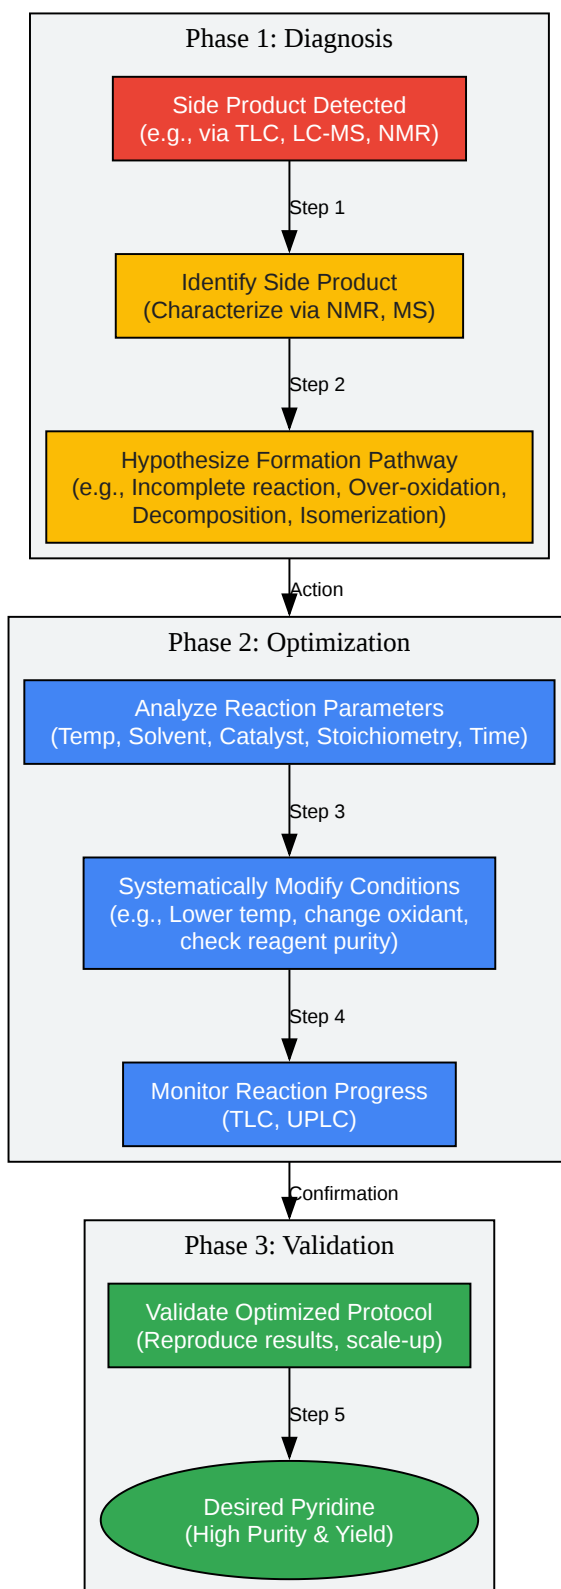 Phase 1: Diagnosis
Side Product Detected
(e.g., via TLC, LC-MS, NMR)
Step 1
Identify Side Product
(Characterize via NMR, MS)
Step 2
Hypothesize Formation Pathway
(e.g., Incomplete reaction, Over-oxidation,
Decomposition, Isomerization)
Action
Phase 2: Optimization
Analyze Reaction Parameters
(Temp, Solvent, Catalyst, Stoichiometry, Time)
Step 3
Systematically Modify Conditions
(e.g., Lower temp, change oxidant,
check reagent purity)
Step 4
Monitor Reaction Progress
(TLC, UPLC)
Confirmation
Phase 3: Validation
Validate Optimized Protocol
(Reproduce results, scale-up)
Step 5
Desired Pyridine
(High Purity & Yield)